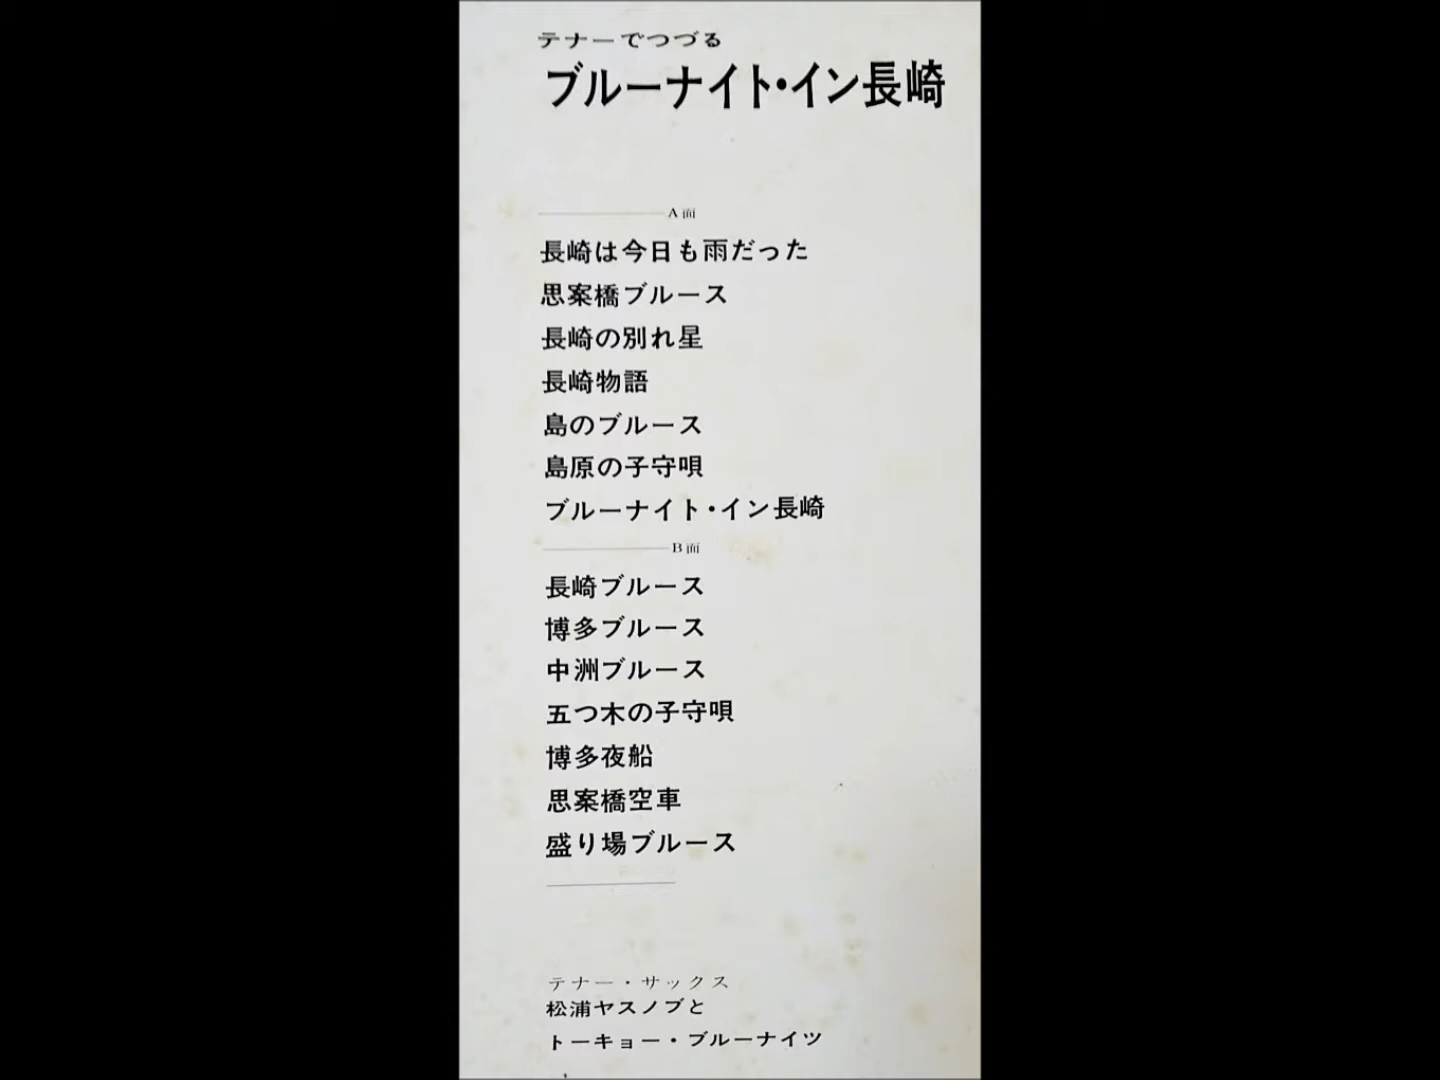 テナーでつづる
ブルーナイト・イン長崎
A面
長崎は今日も雨だった
思案橋ブルース
長崎の別れ星
長崎物語
島のブルース
島原の子守唄
ブルーナイト・イン長崎
B面
長崎ブルース
博多ブルース
中洲ブルース
五つ木の子守唄
博多夜船
思案橋空車
盛り場ブルース
テナー・サックス
松浦ヤスノブと
トーキョー・ブルーナイツ